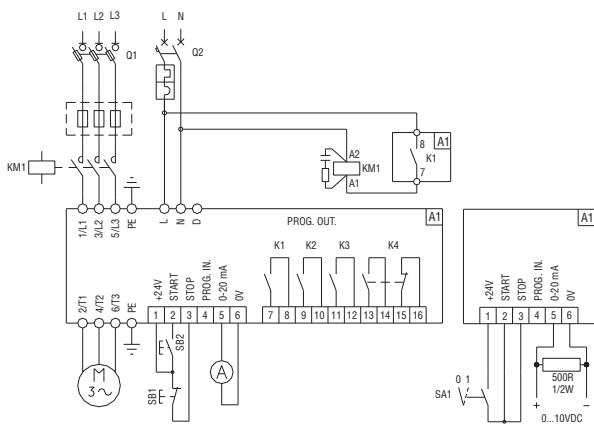 L1 L2 L3 L N
Q1 Q2
8 A1
K1
7
A2
KM1
A1
KM1
1/L1 3/L2 5/L3 PE L N D
PROG. OUT. A1
K1 K2 K3 K4
2/T1 4/T2 6/T3 PE
+24V START STOP PROG. IN. 0-20 mA 0V
1 2 3 4 5 6 7 8 9 10 11 12 13 14 15 16
SB2
SB1
M
3~
A
A1
+24V START STOP PROG. IN. 0-20 mA 0V
1 2 3 4 5 6
SA1 0 1
500R
1/2W
+ −
0...10VDC